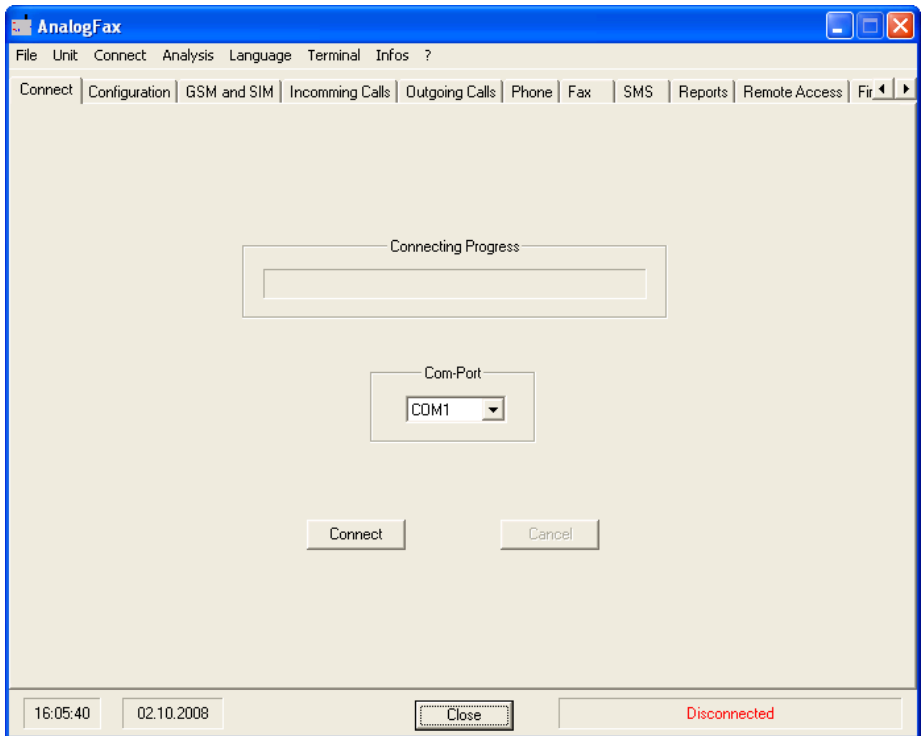 AnalogFax
File Unit Connect Analysis Language Terminal Infos ?
Connect Configuration GSM and SIM Incomming Calls Outgoing Calls Phone Fax SMS Reports Remote Access
Connecting Progress
Com-Port
COM1
Connect Cancel
16:05:40 02.10.2008 Close Disconnected